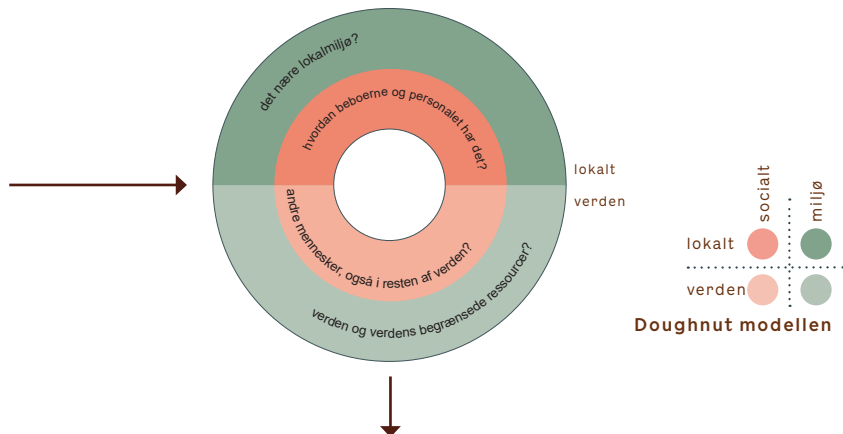 det nære lokalmiljø?
hvordan beboerne og personalet har det?
lokalt
verden
andre mennesker, også i resten af verden?
verden og verdens begrænsede ressourcer?
socialt
miljø
lokalt
verden
Doughnut modellen